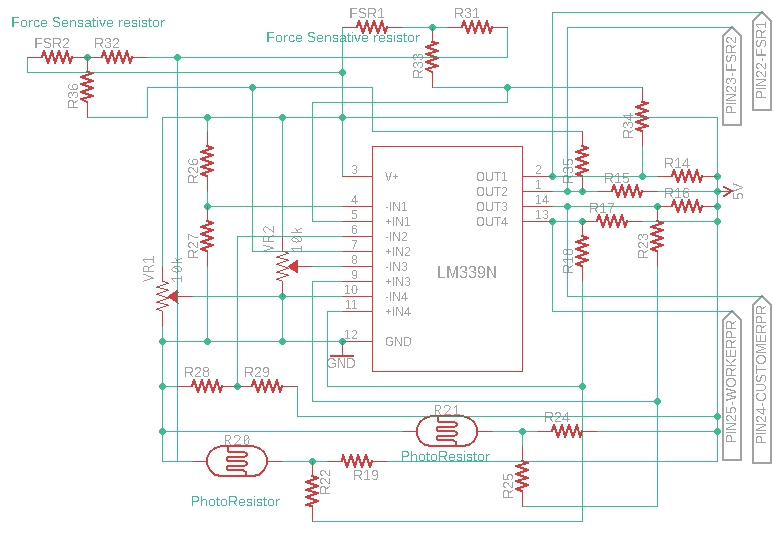 Force Sensative resistor
FSR1
R31
FSR2
R32
Force Sensative resistor
R33
R36
PIN23-FSR2
PIN22-FSR1
R34
R26
3
V+
OUT1
2
R35
R14
OUT2
1
R15
5V
4
-IN1
OUT3
14
R16
5
+IN1
OUT4
13
R17
R27
6
-IN2
VR2
10k
7
+IN2
R18
R23
VR1
10k
8
-IN3
LM339N
9
+IN3
10
-IN4
11
+IN4
12
GND
GND
R28
R29
PIN25-WORKERPR
PIN24-CUSTOMERPR
R20
R21
R24
PhotoResistor
R19
R22
R25
PhotoResistor